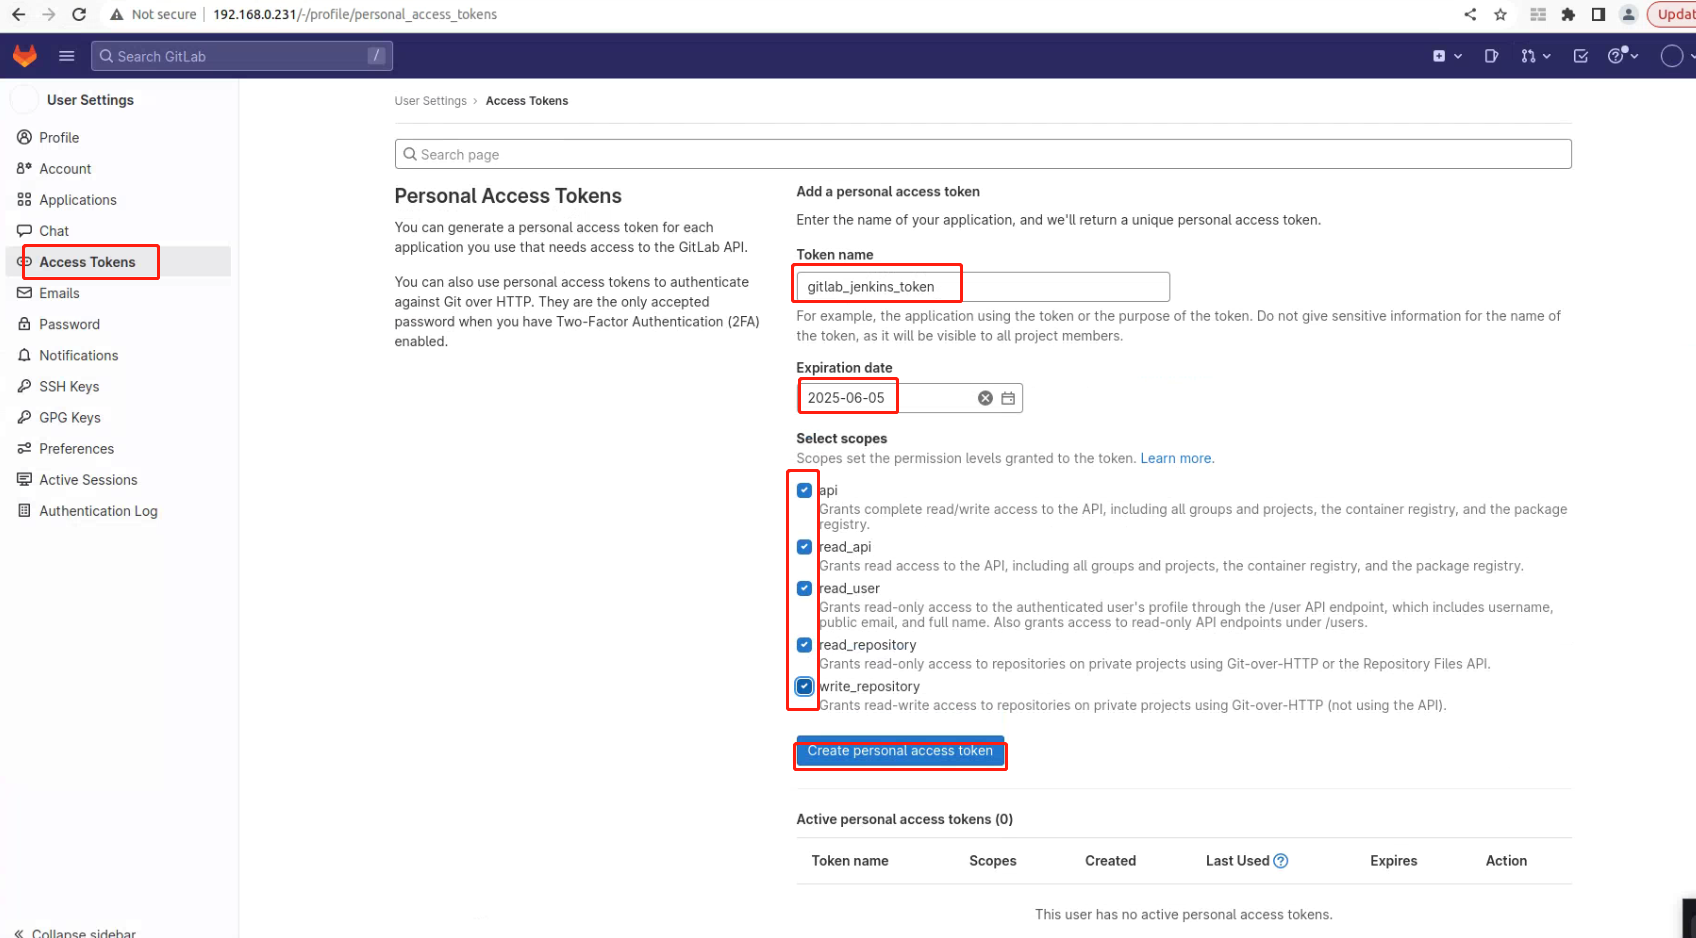 Not secure
192.168.0.231/-/profile/personal_access_tokens
Updat
Search GitLab
/
User Settings
Profile
Account
Applications
Chat
Access Tokens
Emails
Password
Notifications
SSH Keys
GPG Keys
Preferences
Active Sessions
Authentication Log
Collapse sidebar
User Settings › Access Tokens
Search page
Personal Access Tokens
You can generate a personal access token for each
application you use that needs access to the GitLab API.
You can also use personal access tokens to authenticate
against Git over HTTP. They are the only accepted
password when you have Two-Factor Authentication (2FA)
enabled.
Add a personal access token
Enter the name of your application, and we'll return a unique personal access token.
Token name
gitlab_jenkins_token
For example, the application using the token or the purpose of the token. Do not give sensitive information for the name of
the token, as it will be visible to all project members.
Expiration date
2025-06-05
Select scopes
Scopes set the permission levels granted to the token. Learn more.
api
Grants complete read/write access to the API, including all groups and projects, the container registry, and the package
registry.
read_api
Grants read access to the API, including all groups and projects, the container registry, and the package registry.
read_user
Grants read-only access to the authenticated user's profile through the /user API endpoint, which includes username,
public email, and full name. Also grants access to read-only API endpoints under /users.
read_repository
Grants read-only access to repositories on private projects using Git-over-HTTP or the Repository Files API.
write_repository
Grants read-write access to repositories on private projects using Git-over-HTTP (not using the API).
Create personal access token
Active personal access tokens (0)
Token name Scopes Created Last Used Expires Action
This user has no active personal access tokens.